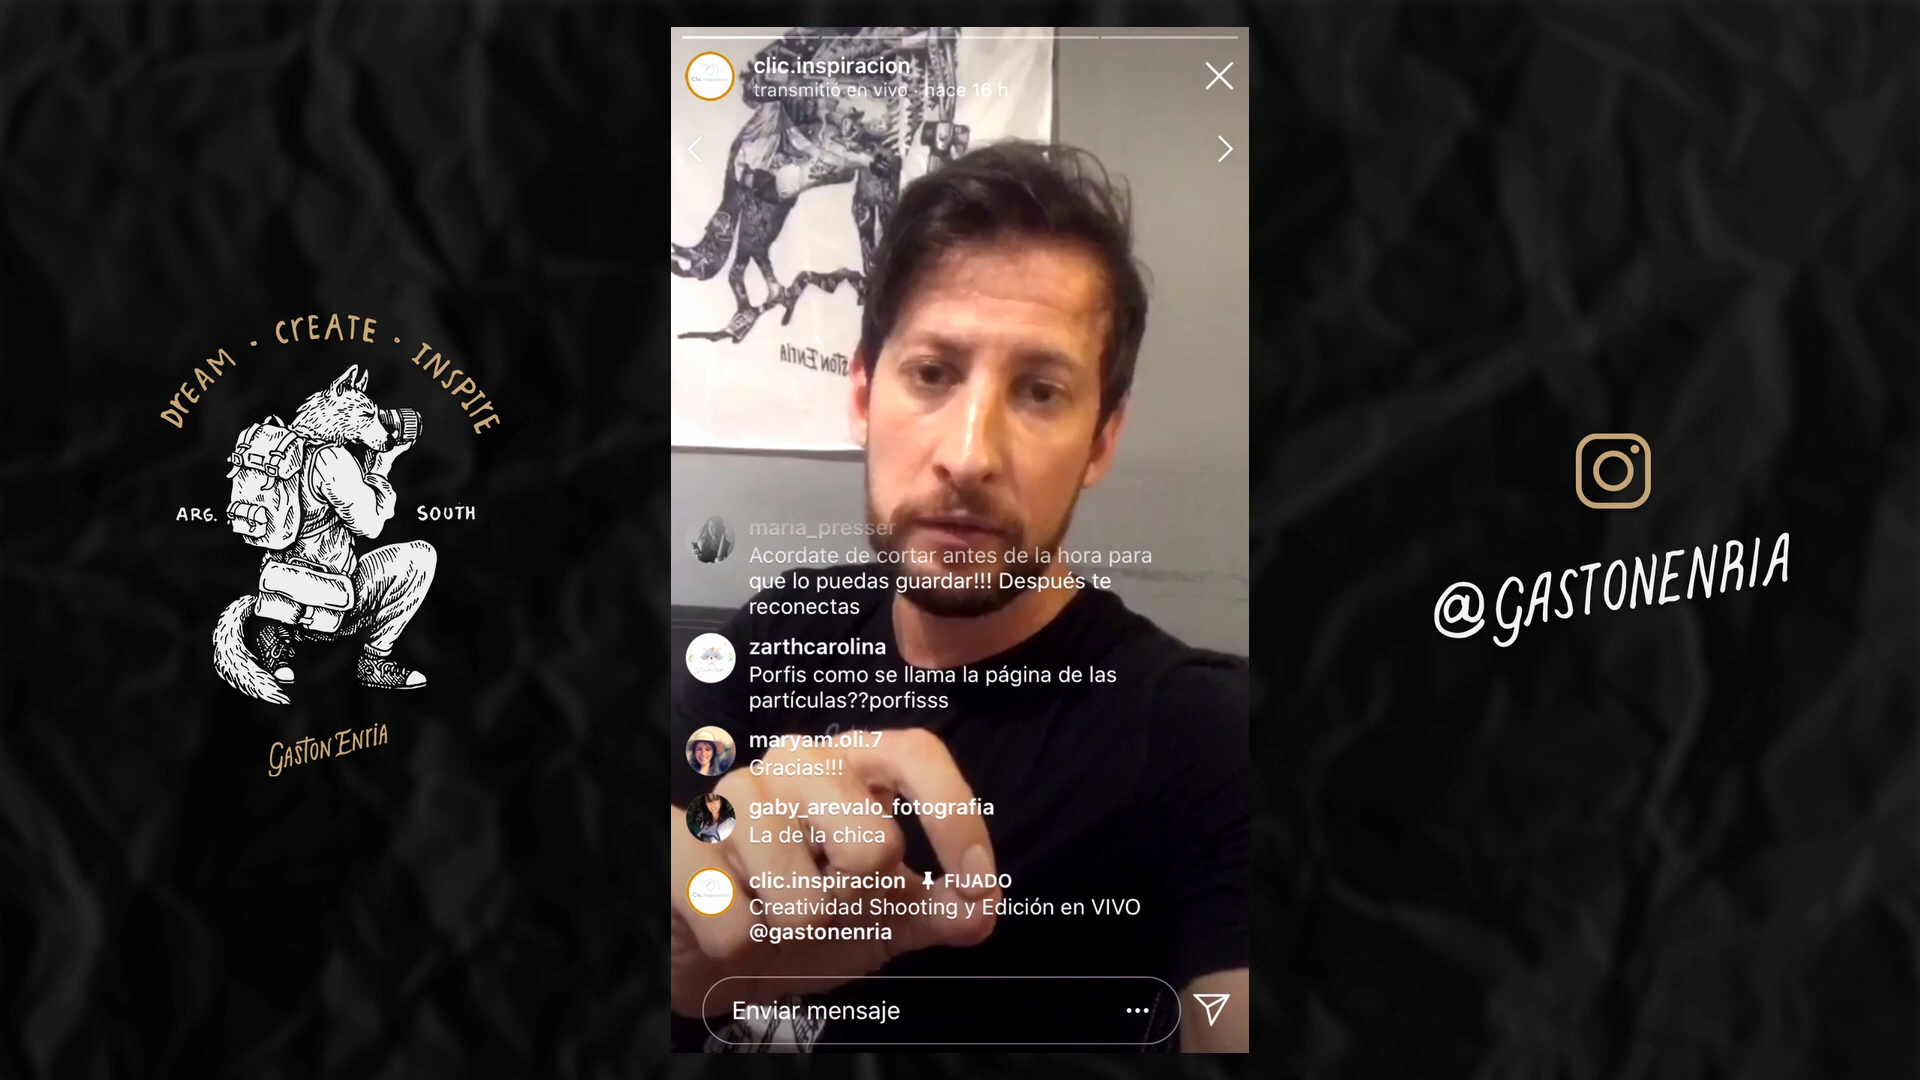 DREAM · CREATE · INSPIRE
ARG. SOUTH
GASTON ENRIA
clic.inspiracion
transmitió en vivo · hace 16 h
GASTON ENRIA
maria_presser
Acordate de cortar antes de la hora para
que lo puedas guardar!!! Después te
reconectas
zarthcarolina
Porfis como se llama la página de las
partículas??porfisss
maryam.oli.7
Gracias!!!
gaby_arevalo_fotografia
La de la chica
clic.inspiracion FIJADO
Creatividad Shooting y Edición en VIVO
@gastonenria
Enviar mensaje
@GASTONENRIA